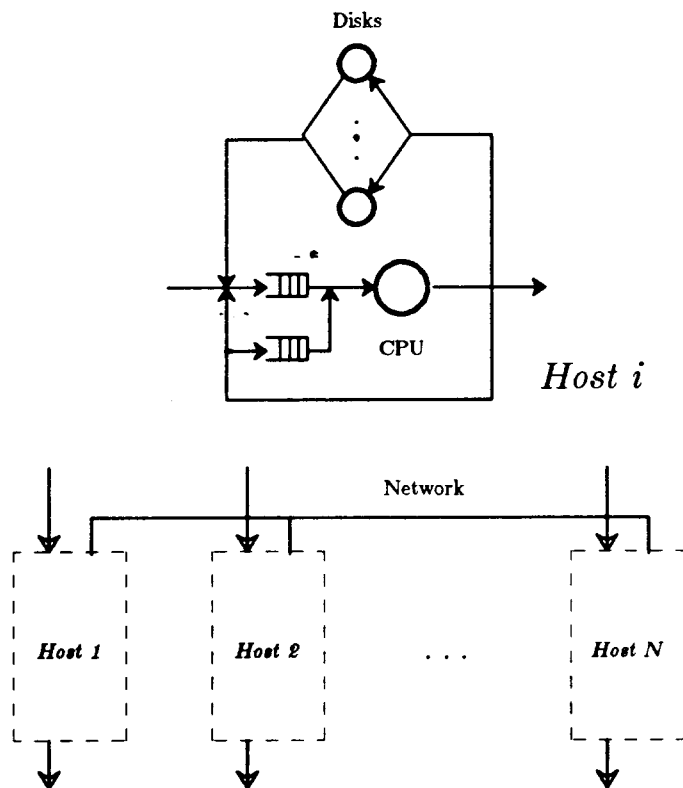 Disks
CPU
Host i
Network
Host 1
Host 2
. . .
Host N